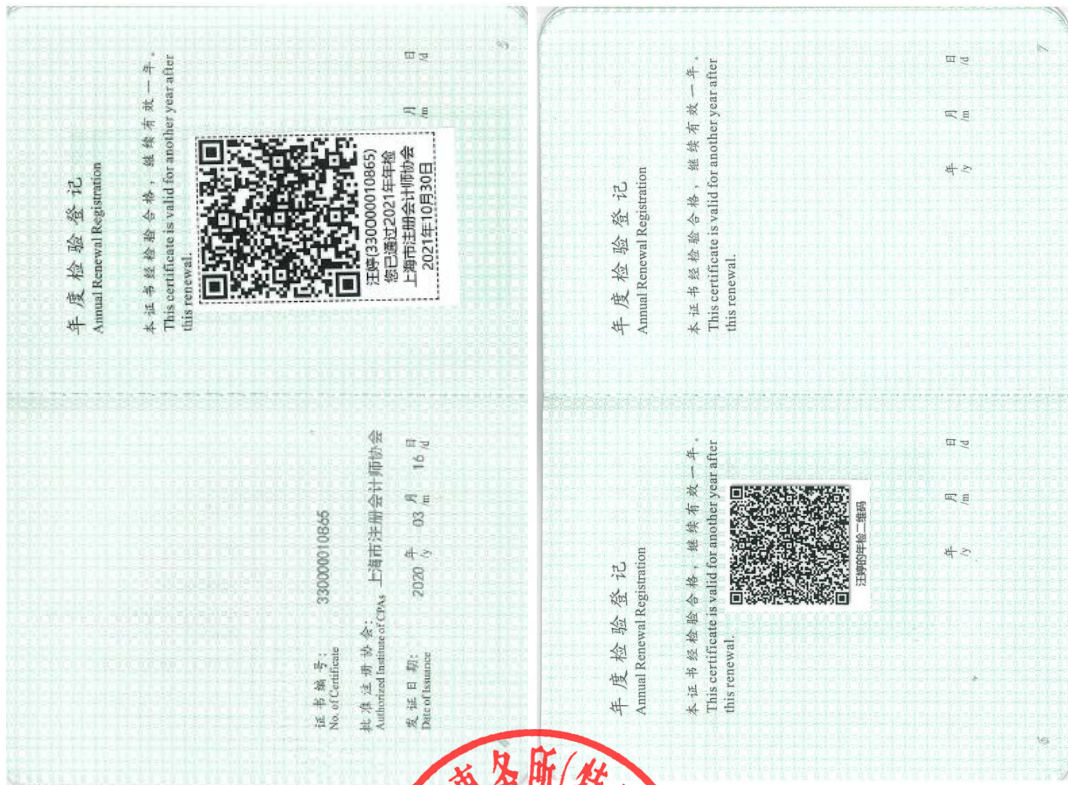 证书编号: 330000010865
No. of Certificate
批准注册协会: 上海市注册会计师协会
Authorized Institute of CPAs
发证日期: 2020 年 03 月 16 日
Date of Issuance /y /m /d
年度检验登记
Annual Renewal Registration
本证书经检验合格，继续有效一年。
This certificate is valid for another year after
this renewal.
汪婷(330000010865)
您已通过2021年年检
上海市注册会计师协会
2021年10月30日
月 日
/m /d
5
年度检验登记
Annual Renewal Registration
本证书经检验合格，继续有效一年。
This certificate is valid for another year after
this renewal.
汪婷的年检二维码
年 月 日
/y /m /d
年度检验登记
Annual Renewal Registration
本证书经检验合格，继续有效一年。
This certificate is valid for another year after
this renewal.
年 月 日
/y /m /d
7
务所(特